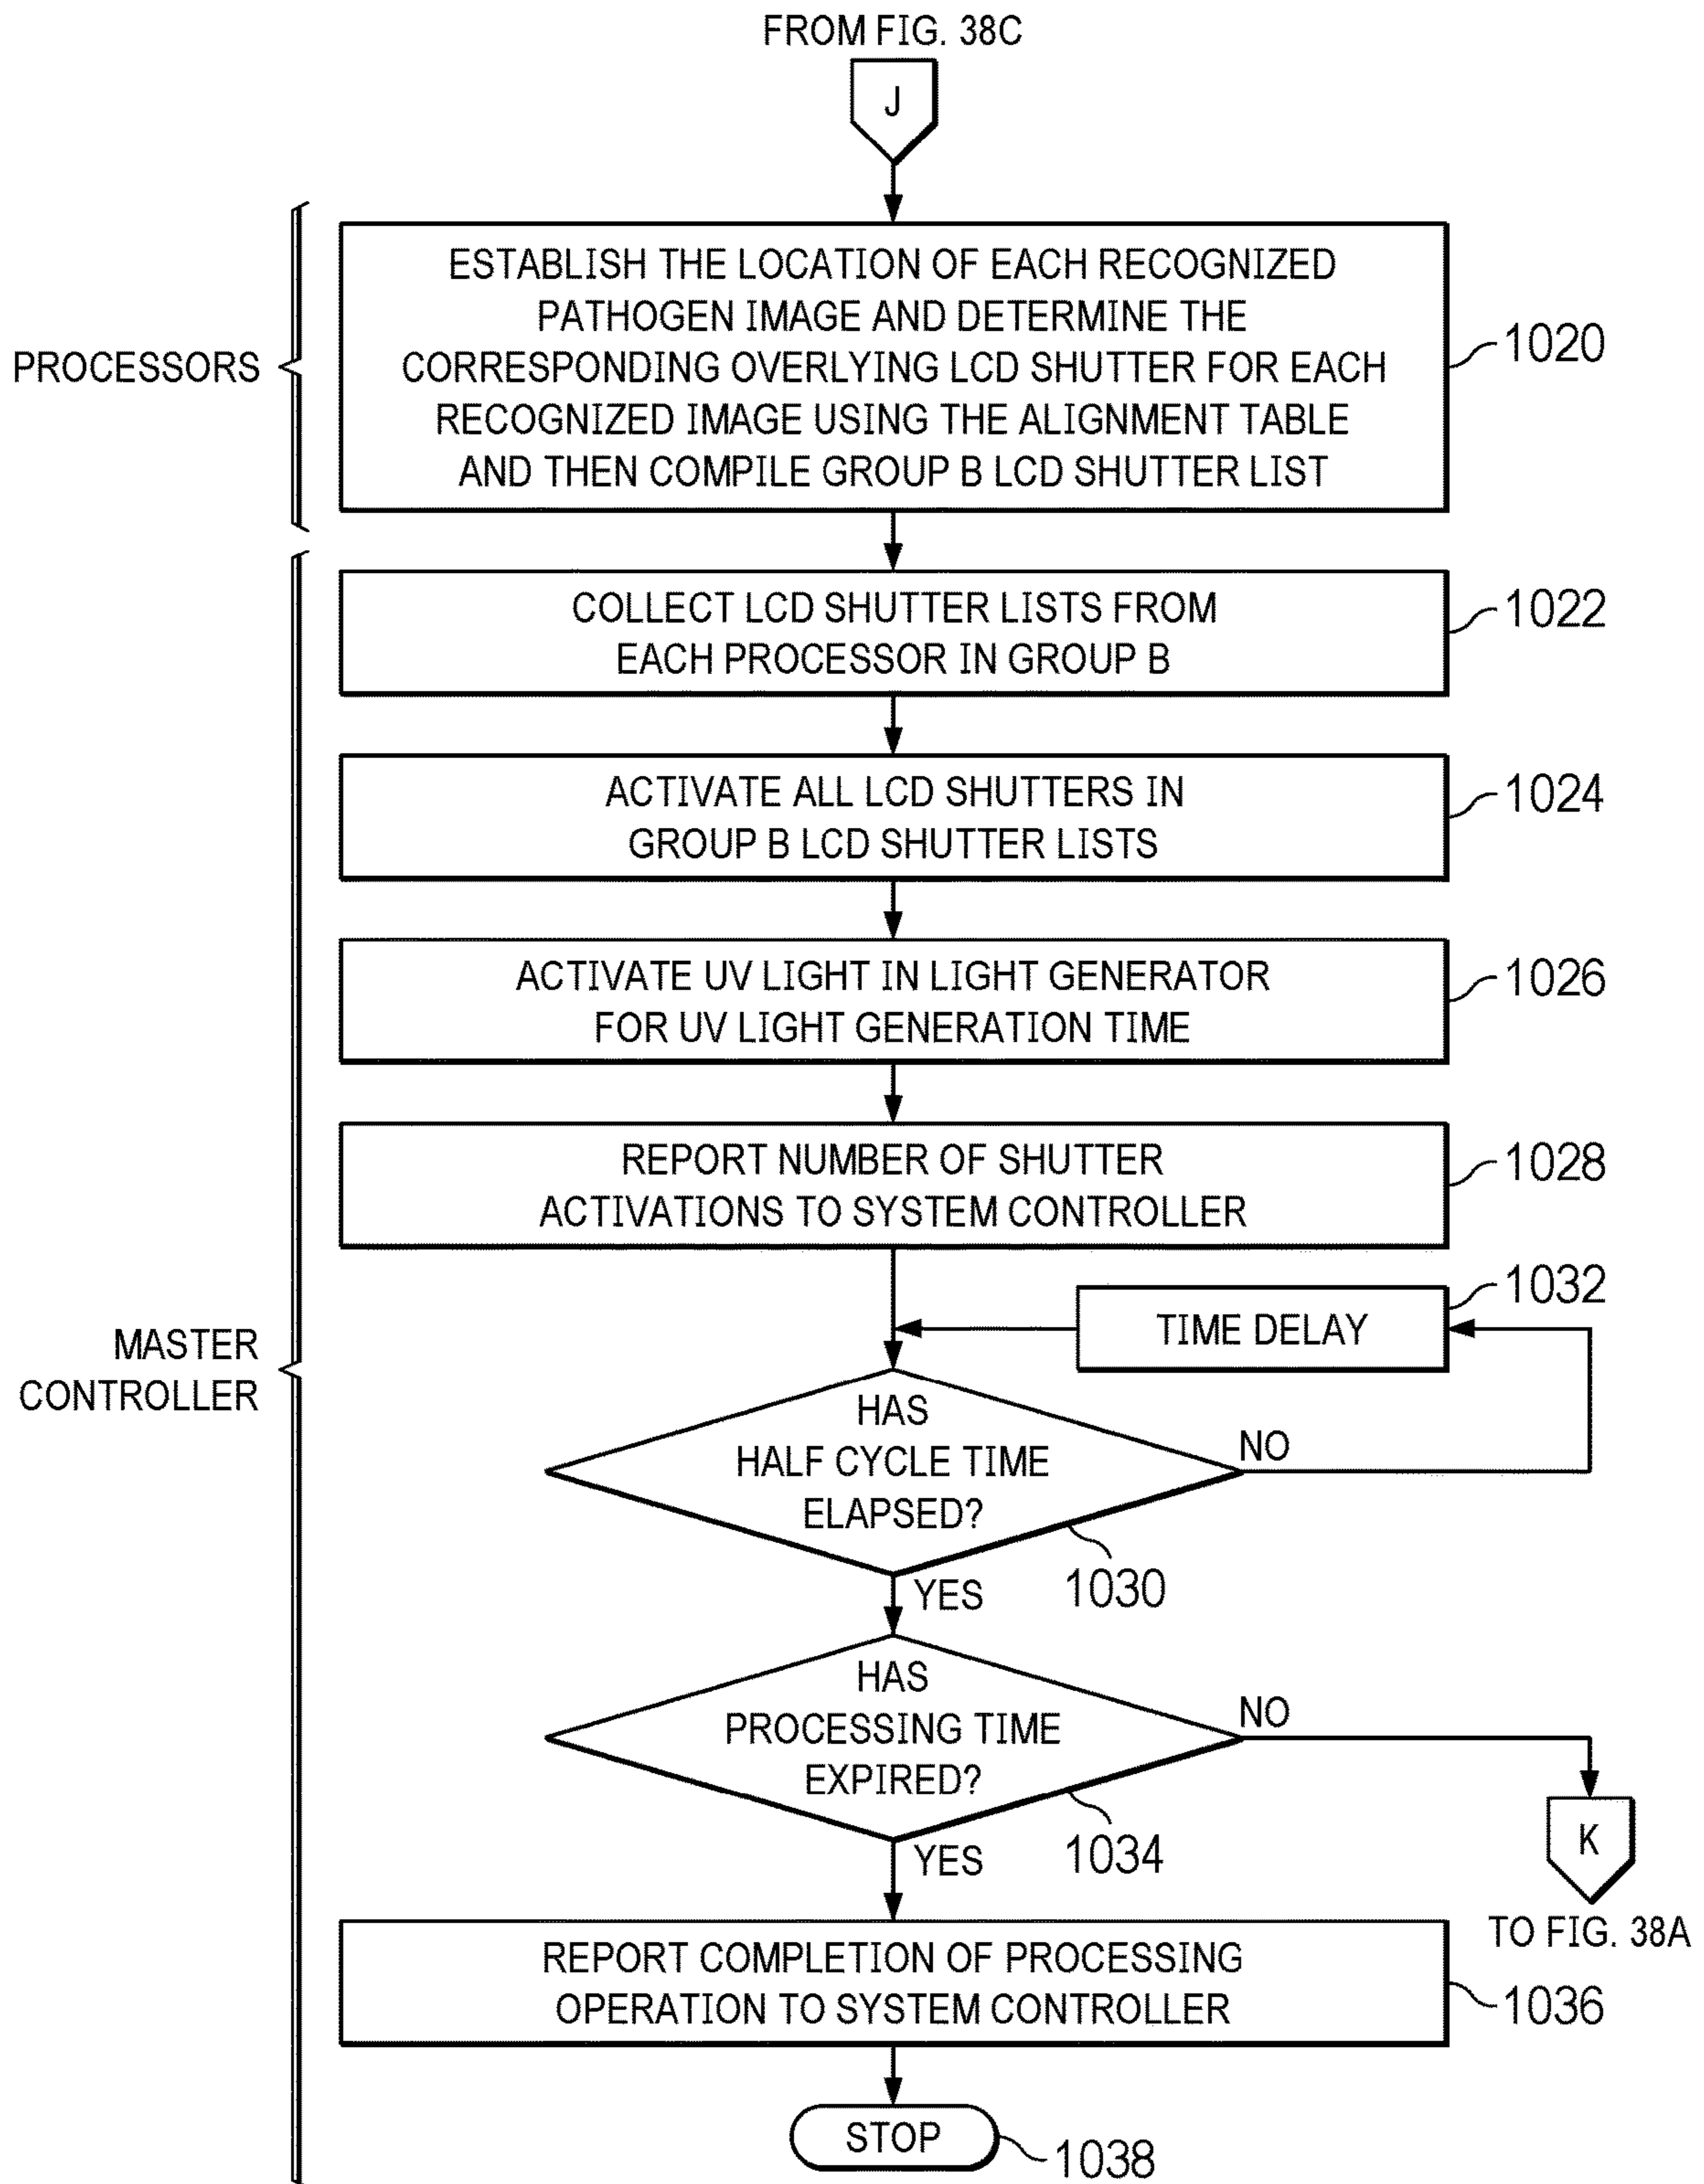 FROM FIG. 38C
J
PROCESSORS
ESTABLISH THE LOCATION OF EACH RECOGNIZED
PATHOGEN IMAGE AND DETERMINE THE
CORRESPONDING OVERLYING LCD SHUTTER FOR EACH
RECOGNIZED IMAGE USING THE ALIGNMENT TABLE
AND THEN COMPILE GROUP B LCD SHUTTER LIST
1020
COLLECT LCD SHUTTER LISTS FROM
EACH PROCESSOR IN GROUP B
1022
ACTIVATE ALL LCD SHUTTERS IN
GROUP B LCD SHUTTER LISTS
1024
ACTIVATE UV LIGHT IN LIGHT GENERATOR
FOR UV LIGHT GENERATION TIME
1026
REPORT NUMBER OF SHUTTER
ACTIVATIONS TO SYSTEM CONTROLLER
1028
TIME DELAY
1032
MASTER
CONTROLLER
HAS
HALF CYCLE TIME
ELAPSED?
NO
1030
YES
HAS
PROCESSING TIME
EXPIRED?
NO
1034
YES
K
TO FIG. 38A
REPORT COMPLETION OF PROCESSING
OPERATION TO SYSTEM CONTROLLER
1036
STOP
1038